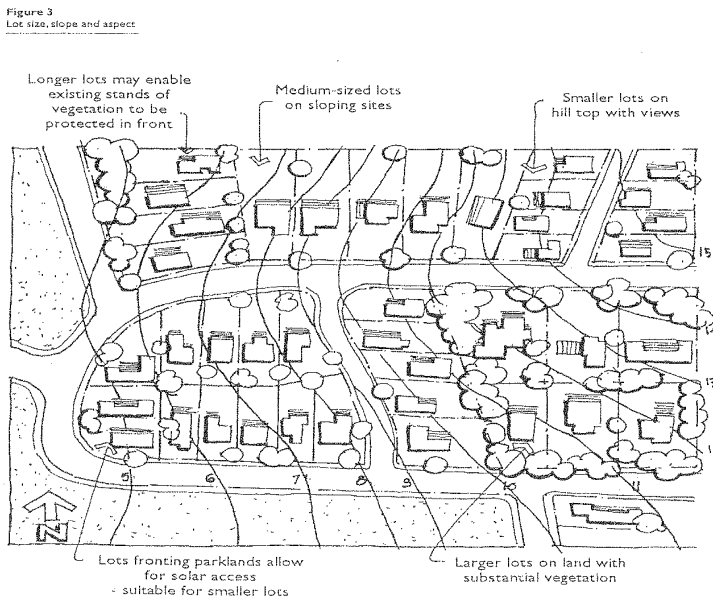 Figure 3
Lot size, slope and aspect
Longer lots may enable
existing stands of
vegetation to be
protected in front
Medium-sized lots
on sloping sites
Smaller lots on
hill top with views
15
5
6
7
8
9
10
11
N
Lots fronting parklands allow
for solar access
- suitable for smaller lots
Larger lots on land with
substantial vegetation